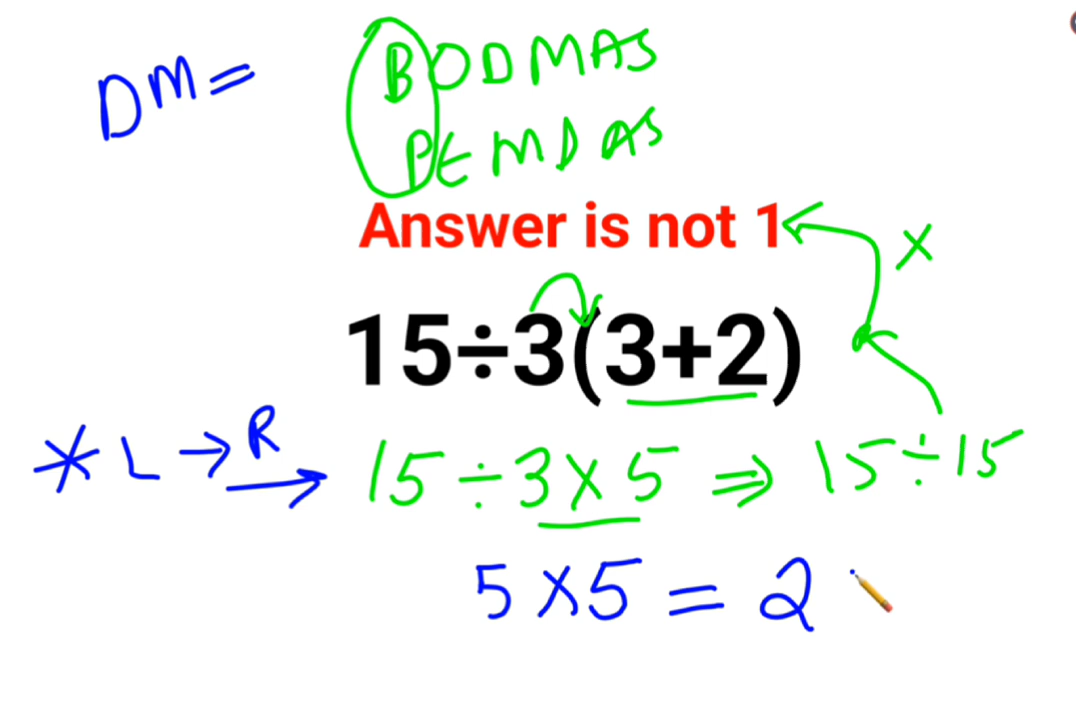 DM=
BODMAS
PEMDAS
Answer is not 1
X
15÷3(3+2)
* L → R
15÷3×5 ⇒ 15÷15
5×5=2